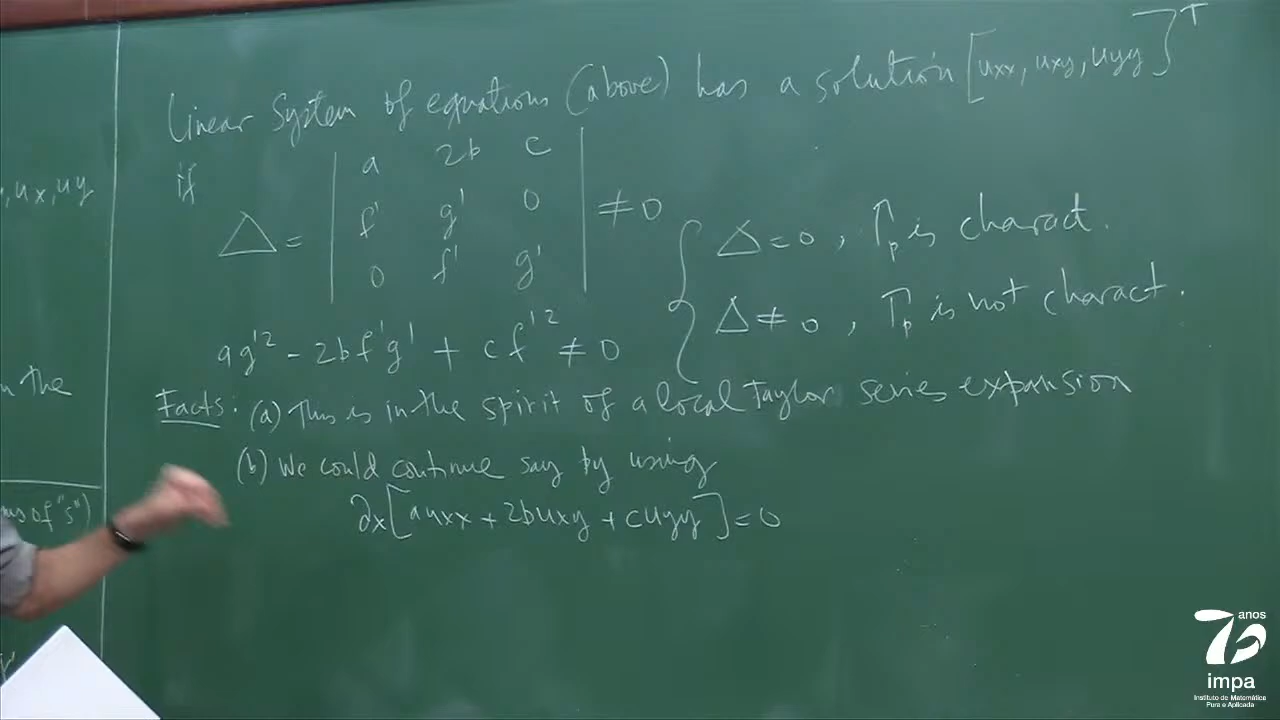 Linear System of equations (above) has a solution [uxx, uxy, uyy]^T
if
Δ = | a 2b c |
| f' g' 0 |
| 0 f' g' | ≠ 0
{ Δ = 0, Γp is charact.
Δ ≠ 0, Γp is not charact.
ag'^2 - 2bf'g' + cf'^2 ≠ 0
Facts: (a) This is in the spirit of a local Taylor series expansion
(b) We could continue say by using
∂x[auxx + 2buxy + cuyy] = 0
, ux, uy
the
of "s")
70 anos
impa
Instituto de Matemática
Pura e Aplicada